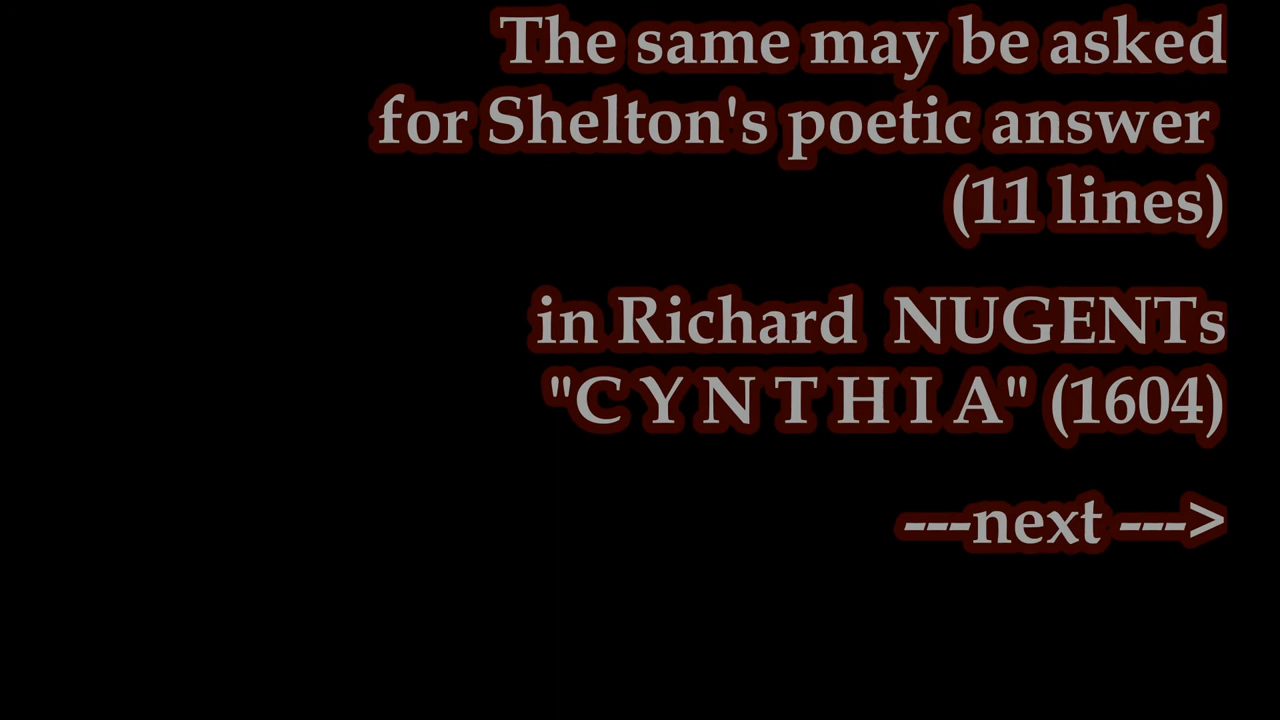 The same may be asked
for Shelton's poetic answer
(11 lines)
in Richard  NUGENTs
"C Y N T H I A" (1604)
---next --->